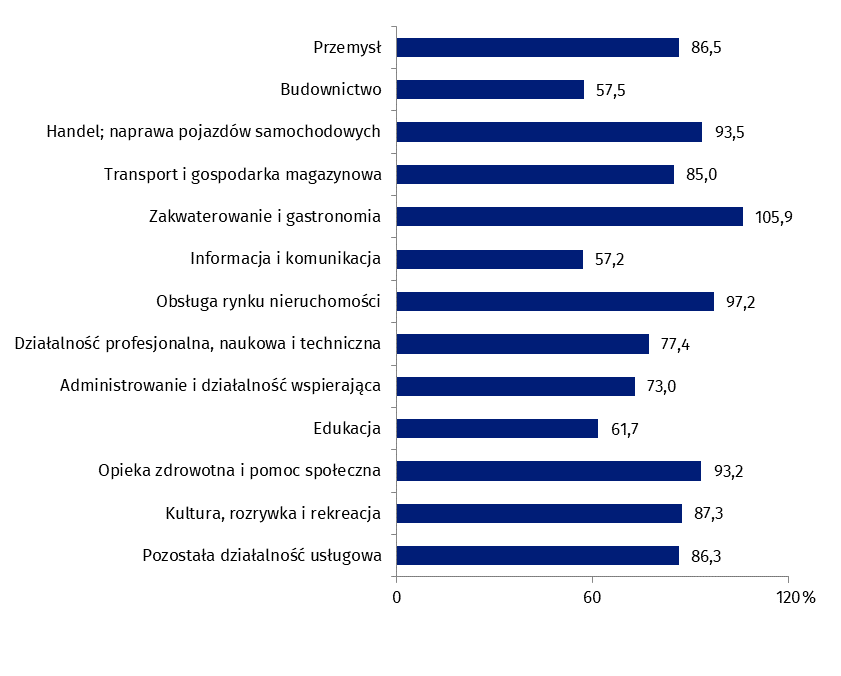 Przemysł 86,5
Budownictwo 57,5
Handel; naprawa pojazdów samochodowych 93,5
Transport i gospodarka magazynowa 85,0
Zakwaterowanie i gastronomia 105,9
Informacja i komunikacja 57,2
Obsługa rynku nieruchomości 97,2
Działalność profesjonalna, naukowa i techniczna 77,4
Administrowanie i działalność wspierająca 73,0
Edukacja 61,7
Opieka zdrowotna i pomoc społeczna 93,2
Kultura, rozrywka i rekreacja 87,3
Pozostała działalność usługowa 86,3
0 60 120%